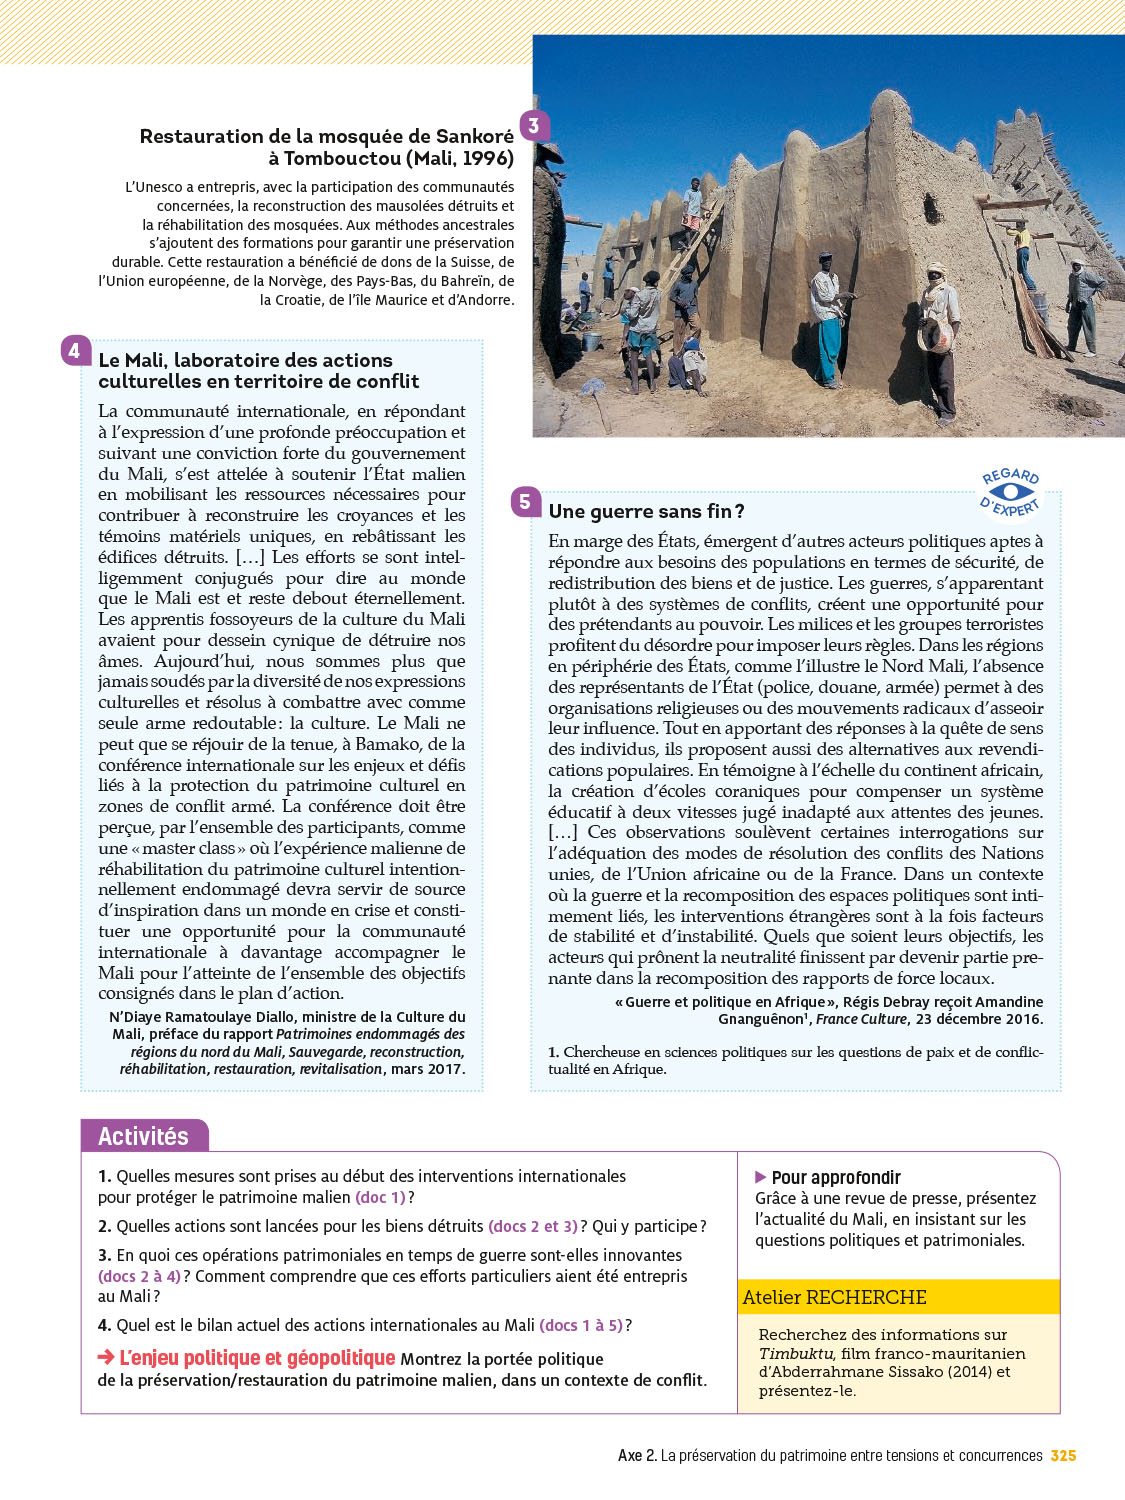 3
Restauration de la mosquée de Sankoré
à Tombouctou (Mali, 1996)
L'Unesco a entrepris, avec la participation des communautés
concernées, la reconstruction des mausolées détruits et
la réhabilitation des mosquées. Aux méthodes ancestrales
s'ajoutent des formations pour garantir une préservation
durable. Cette restauration a bénéficié de dons de la Suisse, de
l'Union européenne, de la Norvège, des Pays-Bas, du Bahreïn, de
la Croatie, de l'île Maurice et d'Andorre.
4
Le Mali, laboratoire des actions
culturelles en territoire de conflit
La communauté internationale, en répondant
à l'expression d'une profonde préoccupation et
suivant une conviction forte du gouvernement
du Mali, s'est attelée à soutenir l'État malien
en mobilisant les ressources nécessaires pour
contribuer à reconstruire les croyances et les
témoins matériels uniques, en rebâtissant les
édifices détruits. […] Les efforts se sont intel-
ligemment conjugués pour dire au monde
que le Mali est et reste debout éternellement.
Les apprentis fossoyeurs de la culture du Mali
avaient pour dessein cynique de détruire nos
âmes. Aujourd'hui, nous sommes plus que
jamais soudés par la diversité de nos expressions
culturelles et résolus à combattre avec comme
seule arme redoutable : la culture. Le Mali ne
peut que se réjouir de la tenue, à Bamako, de la
conférence internationale sur les enjeux et défis
liés à la protection du patrimoine culturel en
zones de conflit armé. La conférence doit être
perçue, par l'ensemble des participants, comme
une « master class » où l'expérience malienne de
réhabilitation du patrimoine culturel intention-
nellement endommagé devra servir de source
d'inspiration dans un monde en crise et consti-
tuer une opportunité pour la communauté
internationale à davantage accompagner le
Mali pour l'atteinte de l'ensemble des objectifs
consignés dans le plan d'action.
N'Diaye Ramatoulaye Diallo, ministre de la Culture du
Mali, préface du rapport Patrimoines endommagés des
régions du nord du Mali, Sauvegarde, reconstruction,
réhabilitation, restauration, revitalisation, mars 2017.
REGARD
D'EXPERT
5
Une guerre sans fin ?
En marge des États, émergent d'autres acteurs politiques aptes à
répondre aux besoins des populations en termes de sécurité, de
redistribution des biens et de justice. Les guerres, s'apparentant
plutôt à des systèmes de conflits, créent une opportunité pour
des prétendants au pouvoir. Les milices et les groupes terroristes
profitent du désordre pour imposer leurs règles. Dans les régions
en périphérie des États, comme l'illustre le Nord Mali, l'absence
des représentants de l'État (police, douane, armée) permet à des
organisations religieuses ou des mouvements radicaux d'asseoir
leur influence. Tout en apportant des réponses à la quête de sens
des individus, ils proposent aussi des alternatives aux revendi-
cations populaires. En témoigne à l'échelle du continent africain,
la création d'écoles coraniques pour compenser un système
éducatif à deux vitesses jugé inadapté aux attentes des jeunes.
[…] Ces observations soulèvent certaines interrogations sur
l'adéquation des modes de résolution des conflits des Nations
unies, de l'Union africaine ou de la France. Dans un contexte
où la guerre et la recomposition des espaces politiques sont inti-
mement liés, les interventions étrangères sont à la fois facteurs
de stabilité et d'instabilité. Quels que soient leurs objectifs, les
acteurs qui prônent la neutralité finissent par devenir partie pre-
nante dans la recomposition des rapports de force locaux.
« Guerre et politique en Afrique », Régis Debray reçoit Amandine
Gnanguênon¹, France Culture, 23 décembre 2016.
1. Chercheuse en sciences politiques sur les questions de paix et de conflic-
tualité en Afrique.
Activités
1. Quelles mesures sont prises au début des interventions internationales
pour protéger le patrimoine malien (doc 1) ?
2. Quelles actions sont lancées pour les biens détruits (docs 2 et 3) ? Qui y participe ?
3. En quoi ces opérations patrimoniales en temps de guerre sont-elles innovantes
(docs 2 à 4) ? Comment comprendre que ces efforts particuliers aient été entrepris
au Mali ?
4. Quel est le bilan actuel des actions internationales au Mali (docs 1 à 5) ?
➜ L'enjeu politique et géopolitique Montrez la portée politique
de la préservation/restauration du patrimoine malien, dans un contexte de conflit.
▶ Pour approfondir
Grâce à une revue de presse, présentez
l'actualité du Mali, en insistant sur les
questions politiques et patrimoniales.
Atelier RECHERCHE
Recherchez des informations sur
Timbuktu, film franco-mauritanien
d'Abderrahmane Sissako (2014) et
présentez-le.
Axe 2. La préservation du patrimoine entre tensions et concurrences 325